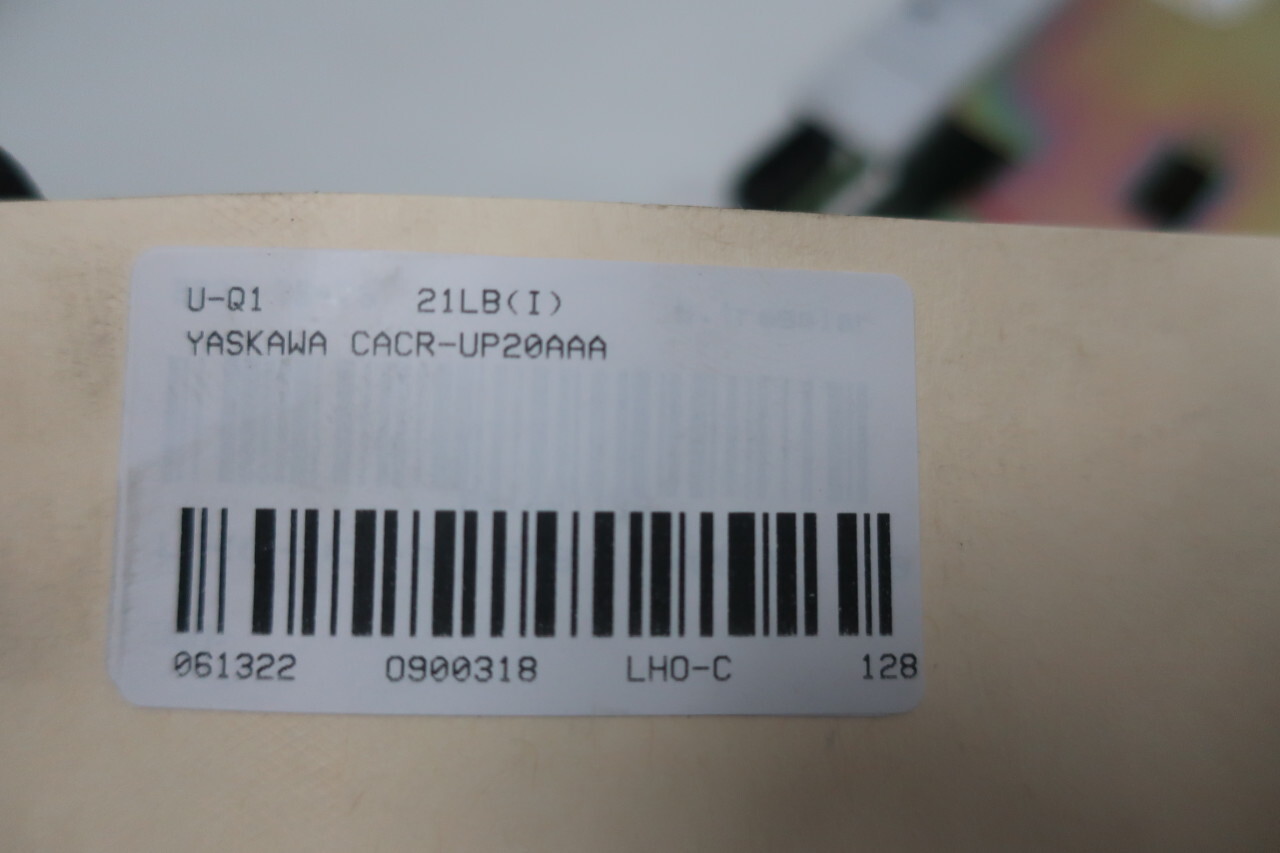 U-Q1 21LB(I)
YASKAWA CACR-UP20AAA
061322 0900318 LHO-C 128